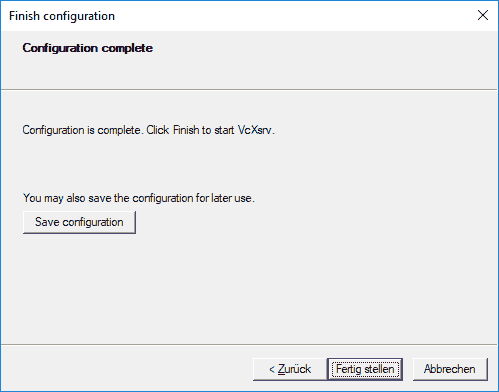 Finish configuration
Configuration complete
Configuration is complete. Click Finish to start VcXsrv.
You may also save the configuration for later use.
Save configuration
< Zurück Fertig stellen Abbrechen